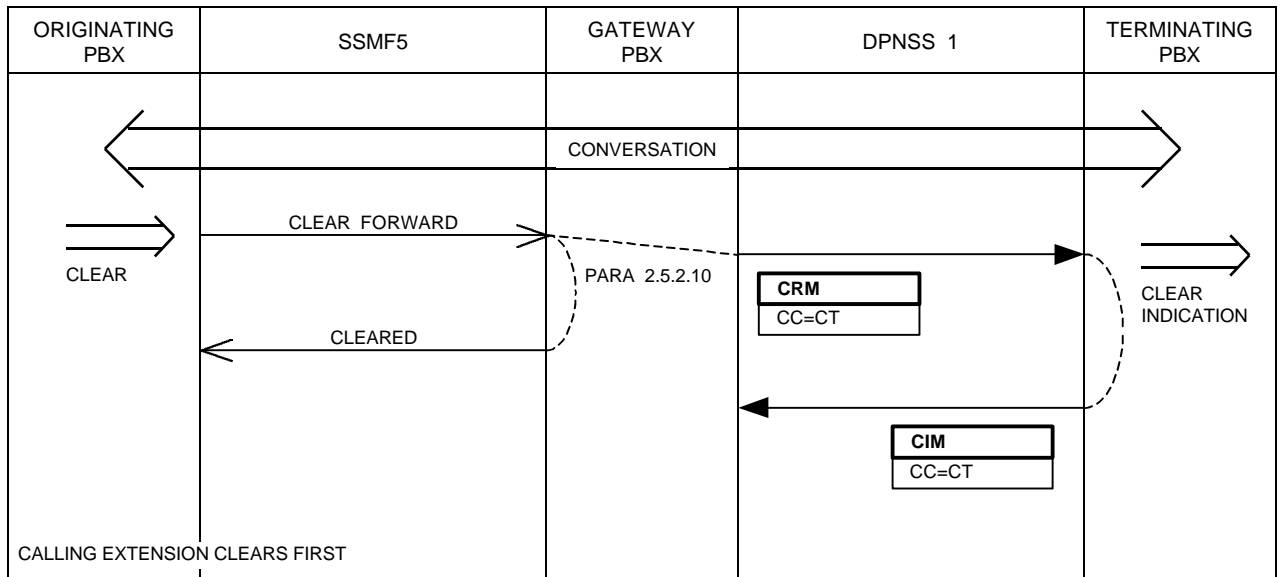 ORIGINATING
PBX
SSMF5
GATEWAY
PBX
DPNSS 1
TERMINATING
PBX
CONVERSATION
CLEAR FORWARD
CLEAR
PARA 2.5.2.10
CRM
CC=CT
CLEAR
INDICATION
CLEARED
CIM
CC=CT
CALLING EXTENSION CLEARS FIRST